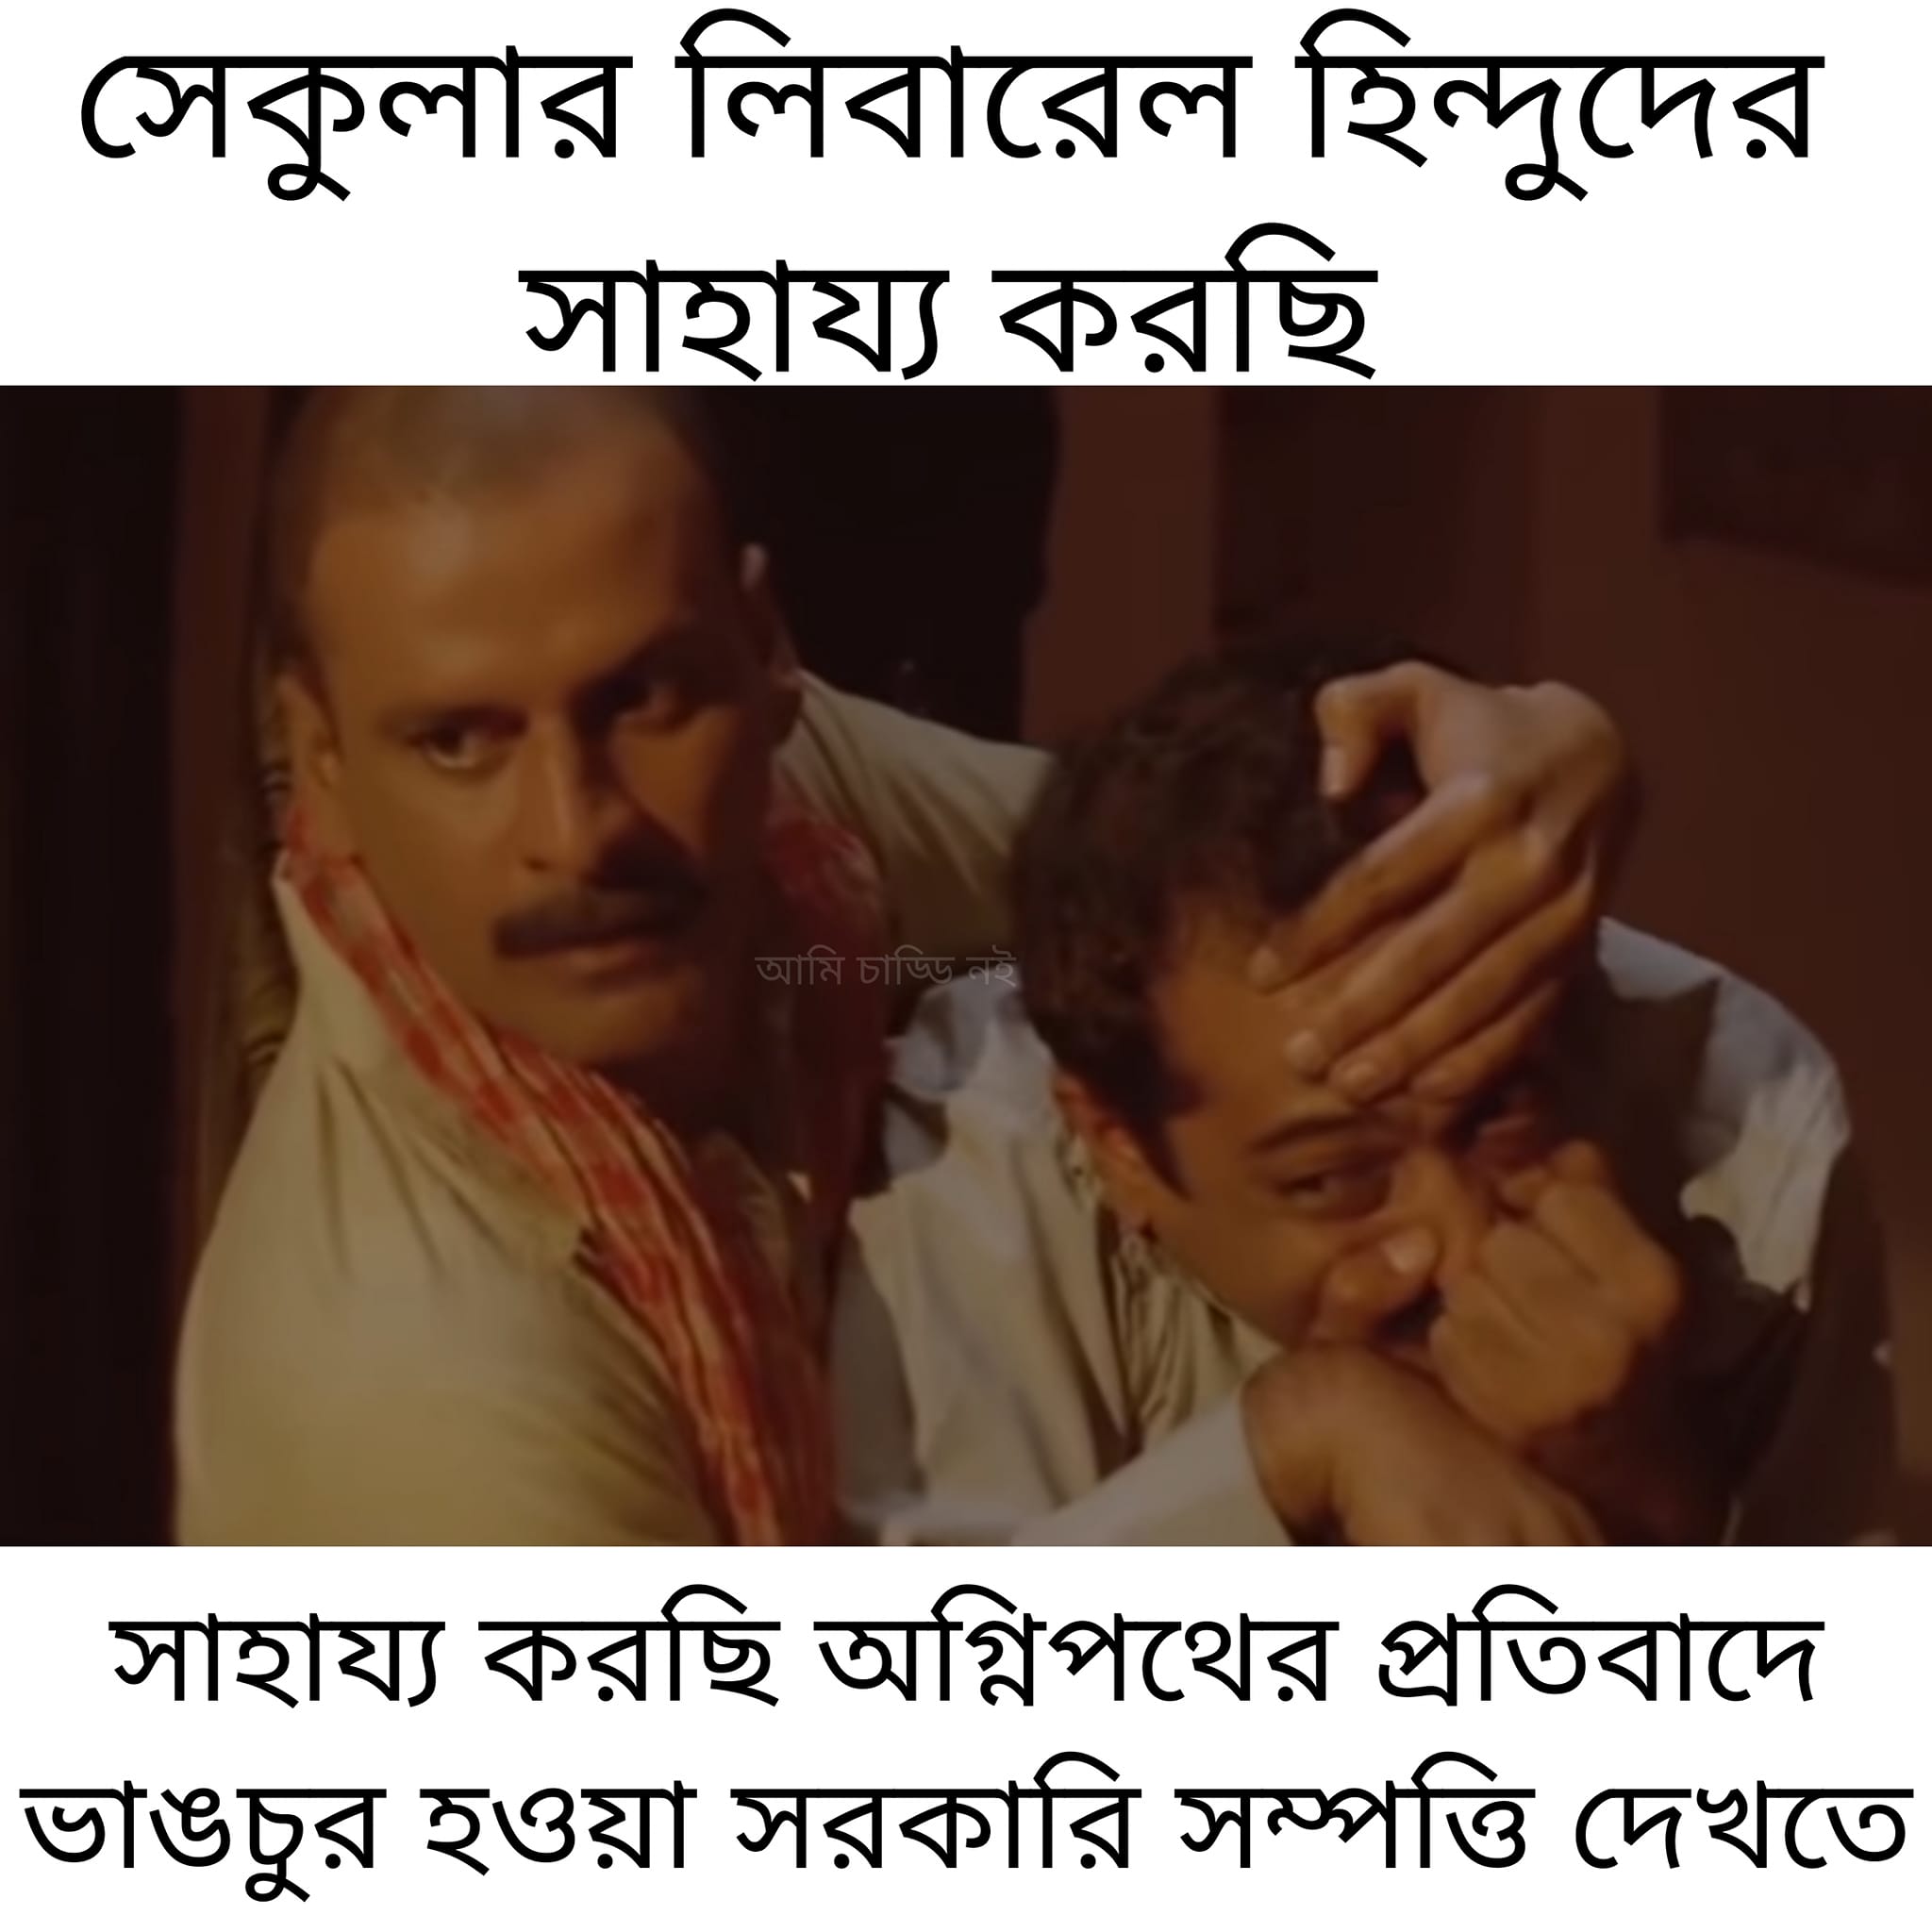 সেকুলার লিবারেল হিন্দুদের
সাহায্য করছি
আমি চাড্ডি নই
সাহায্য করছি অগ্নিপথের প্রতিবাদে
ভাঙচুর হওয়া সরকারি সম্পত্তি দেখতে